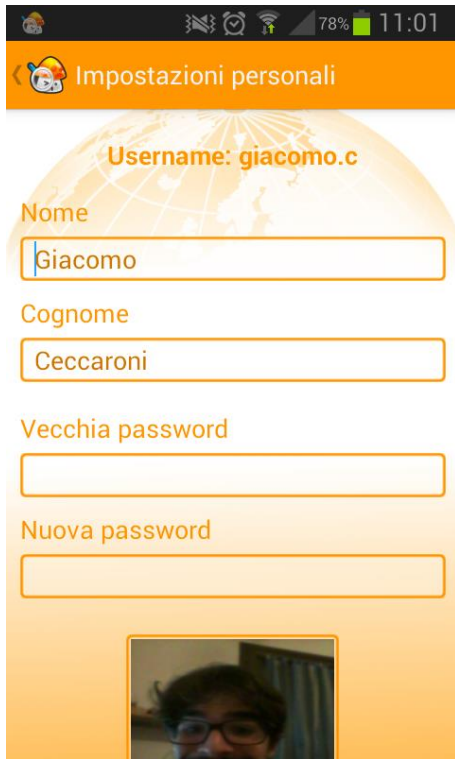 78% 11:01
Impostazioni personali
Username: giacomo.c
Nome
Giacomo
Cognome
Ceccaroni
Vecchia password
Nuova password